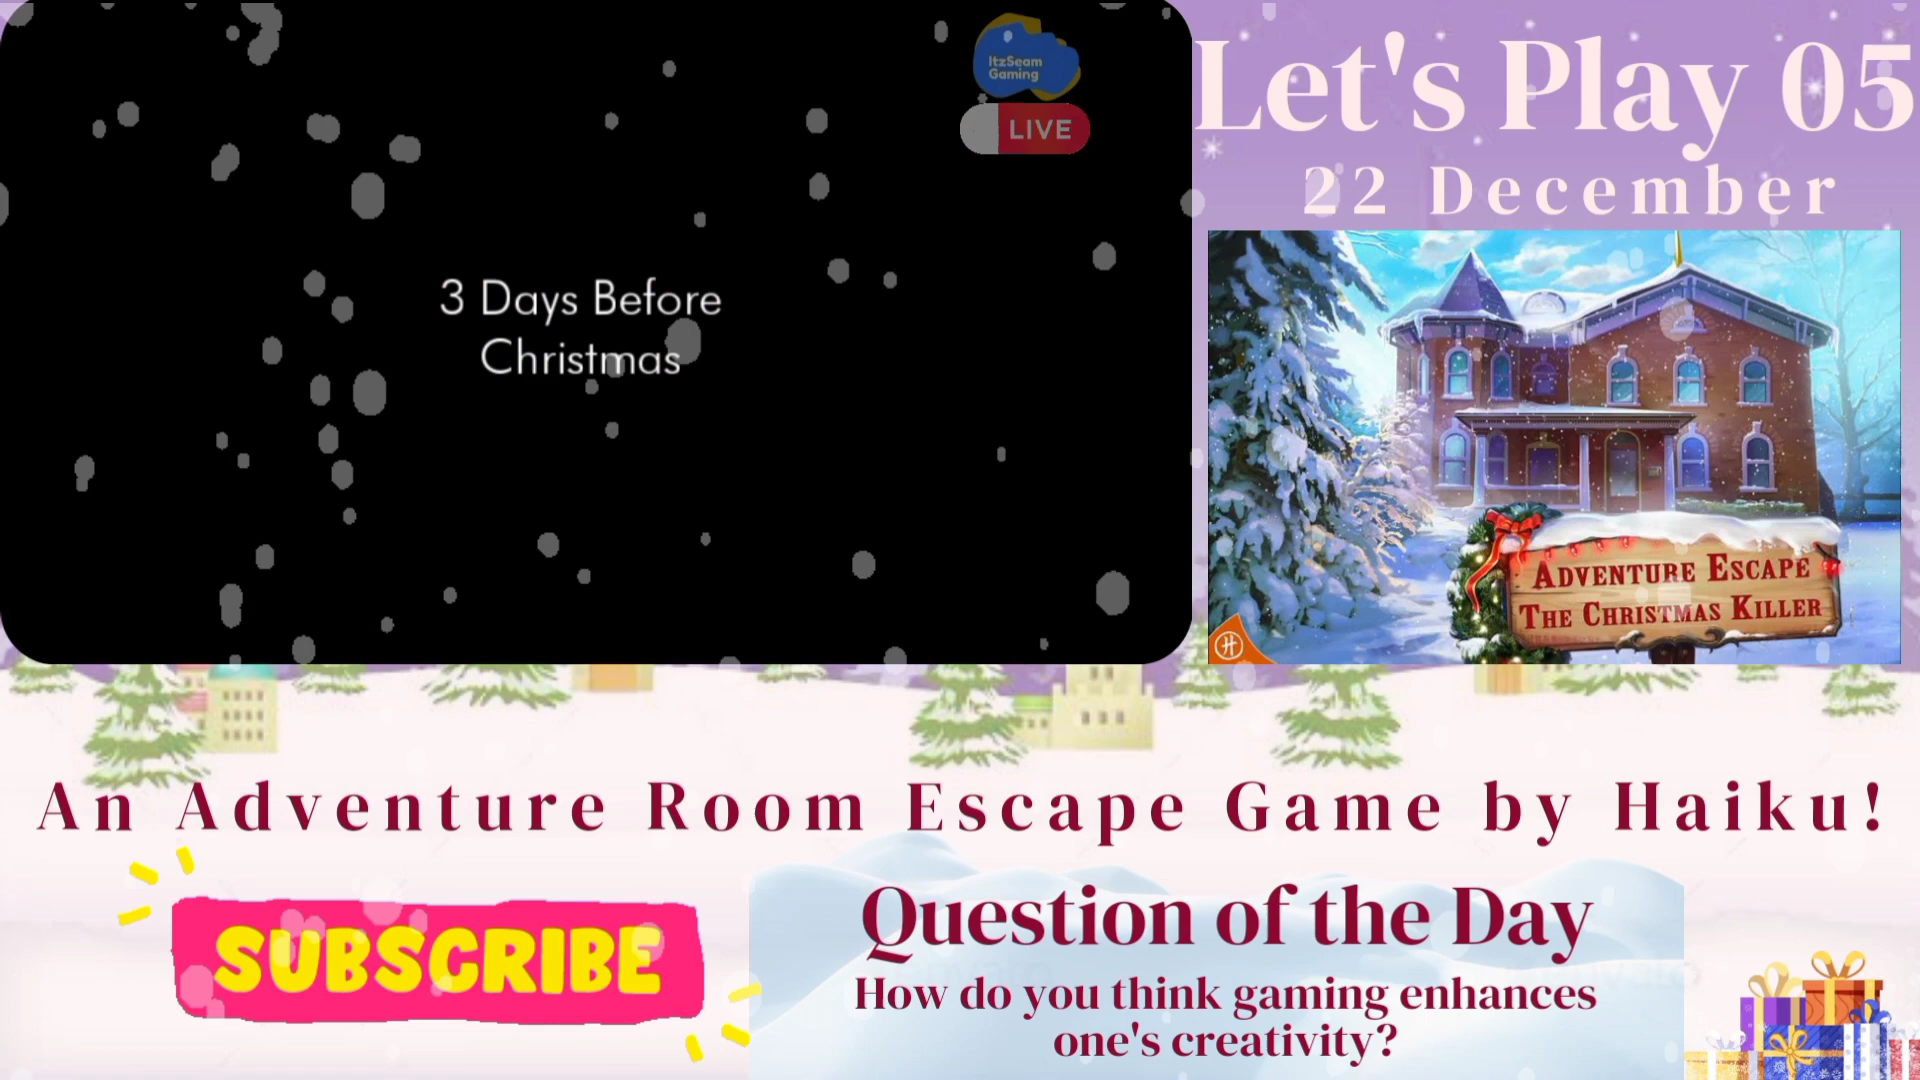 ItzSeam
Gaming
LIVE
3 Days Before
Christmas
Let's Play 05
22 December
ADVENTURE ESCAPE
THE CHRISTMAS KILLER
An Adventure Room Escape Game by Haiku!
SUBSCRIBE
Question of the Day
How do you think gaming enhances
one's creativity?